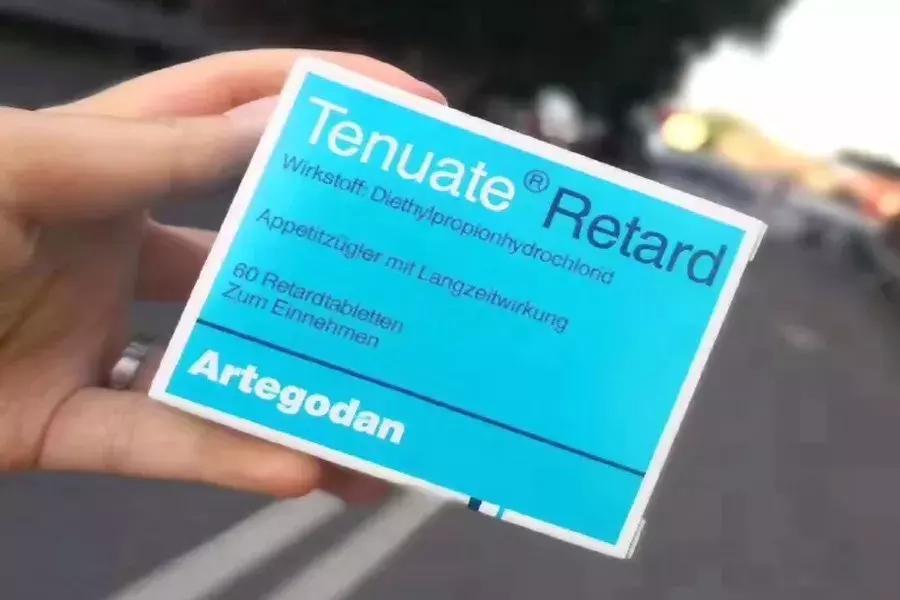 Tenuate® Retard
Wirkstoff: Diethylpropionhydrochlorid
Appetitzügler mit Langzeitwirkung
60 Retardtabletten
Zum Einnehmen
Artegodan